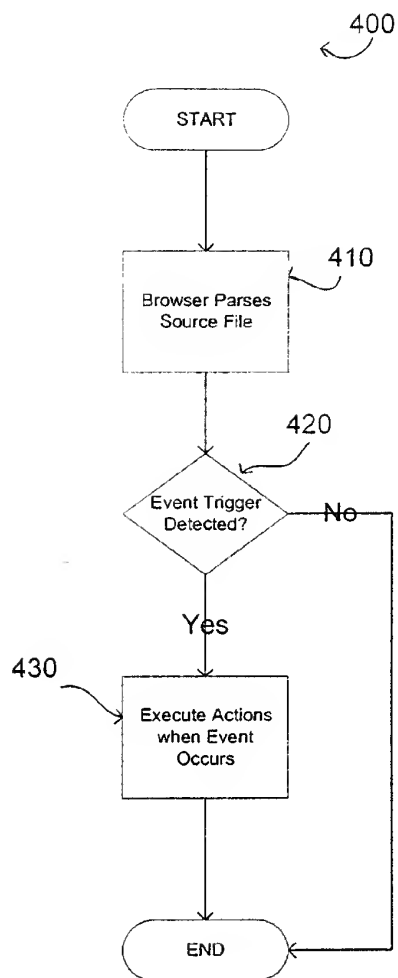 400
START
410
Browser Parses
Source File
420
Event Trigger
Detected?
No
Yes
430
Execute Actions
when Event
Occurs
END